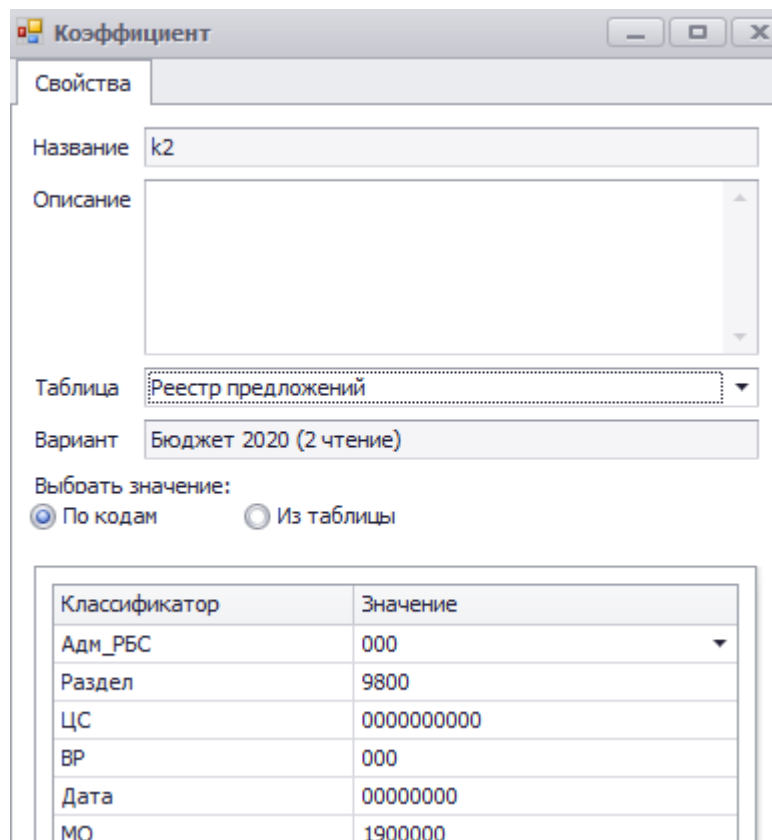 Коэффициент
Свойства
Название k2
Описание
Таблица Реестр предложений
Вариант Бюджет 2020 (2 чтение)
Выбрать значение:
По кодам Из таблицы
Классификатор Значение
Адм_РБС 000
Раздел 9800
ЦС 0000000000
ВР 000
Дата 00000000
МО 1900000